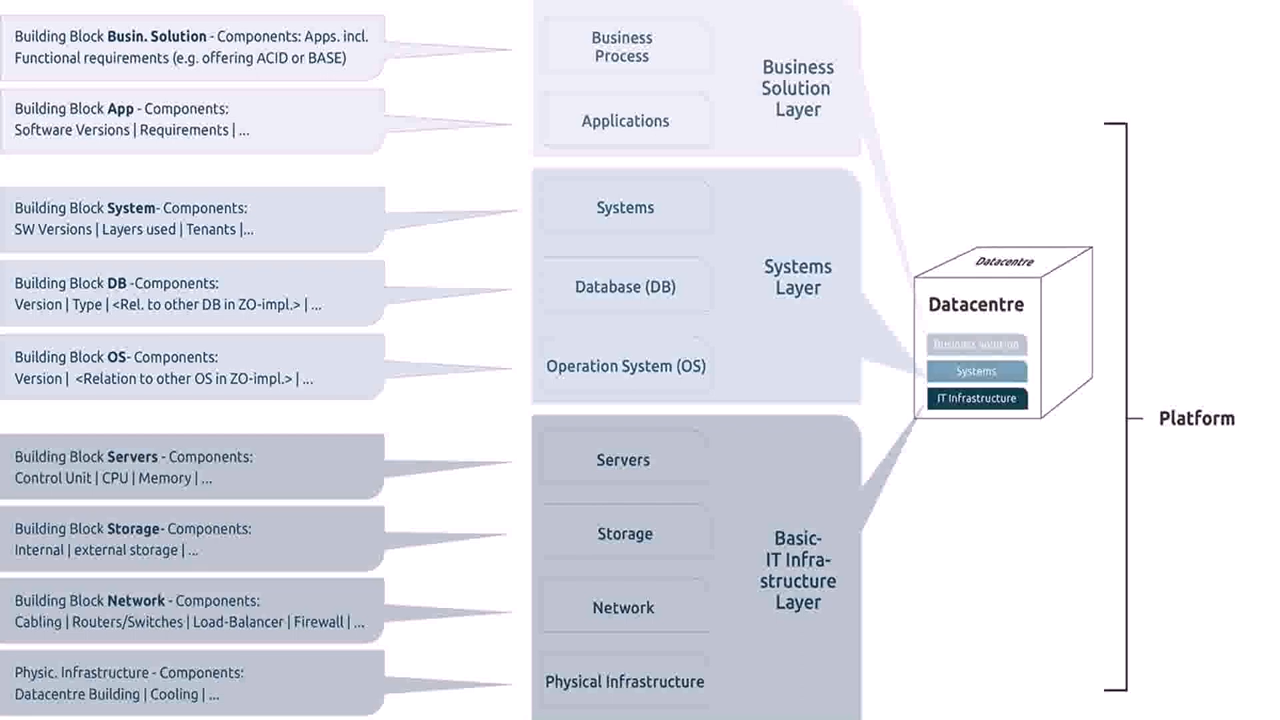 Building Block Busin. Solution - Components: Apps. incl.
Functional requirements (e.g. offering ACID or BASE)
Building Block App - Components:
Software Versions | Requirements | ...
Building Block System- Components:
SW Versions | Layers used | Tenants |...
Building Block DB -Components:
Version | Type | <Rel. to other DB in ZO-impl.> | ...
Building Block OS- Components:
Version | <Relation to other OS in ZO-impl.> | ...
Building Block Servers - Components:
Control Unit | CPU | Memory | ...
Building Block Storage- Components:
Internal | external storage | ...
Building Block Network - Components:
Cabling | Routers/Switches | Load-Balancer | Firewall | ...
Physic. Infrastructure - Components:
Datacentre Building | Cooling | ...
Business
Process
Applications
Business
Solution
Layer
Systems
Database (DB)
Operation System (OS)
Systems
Layer
Servers
Storage
Network
Physical Infrastructure
Basic-
IT Infra-
structure
Layer
Datacentre
Datacentre
Business solution
Systems
IT Infrastructure
Platform